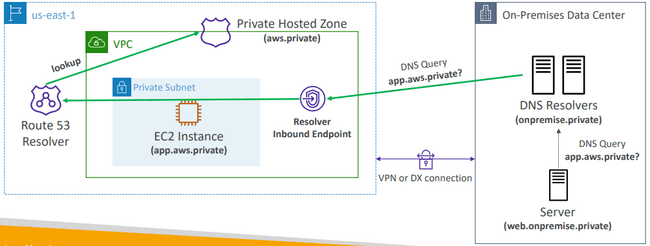 us-east-1
VPC
Private Hosted Zone
(aws.private)
lookup
Private Subnet
EC2 Instance
(app.aws.private)
Route 53
Resolver
Resolver
Inbound Endpoint
DNS Query
app.aws.private?
VPN or DX connection
On-Premises Data Center
DNS Resolvers
(onpremise.private)
DNS Query
app.aws.private?
Server
(web.onpremise.private)